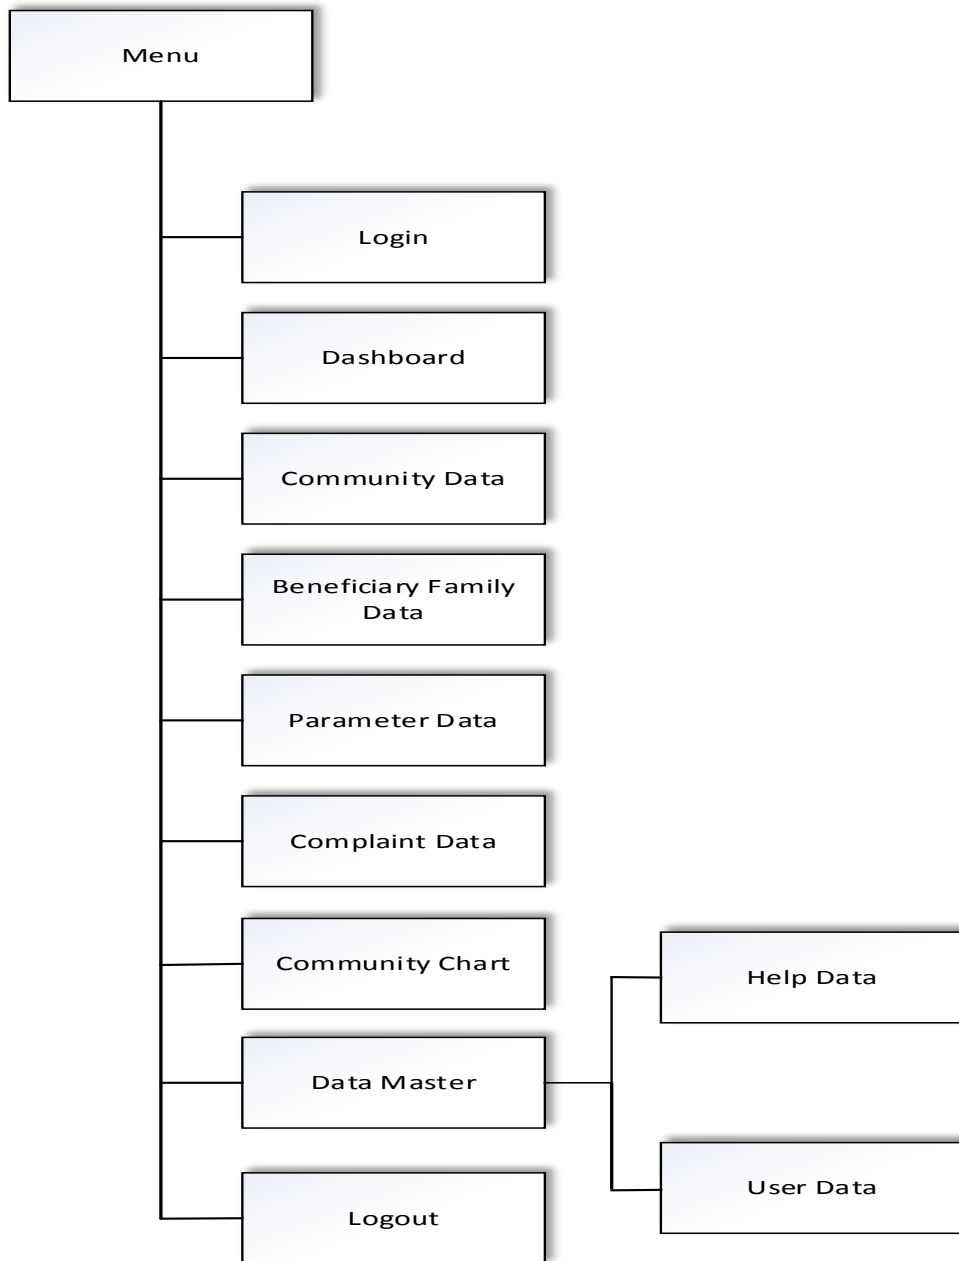 Menu
Login
Dashboard
Community Data
Beneficiary Family
Data
Parameter Data
Complaint Data
Community Chart
Help Data
Data Master
User Data
Logout